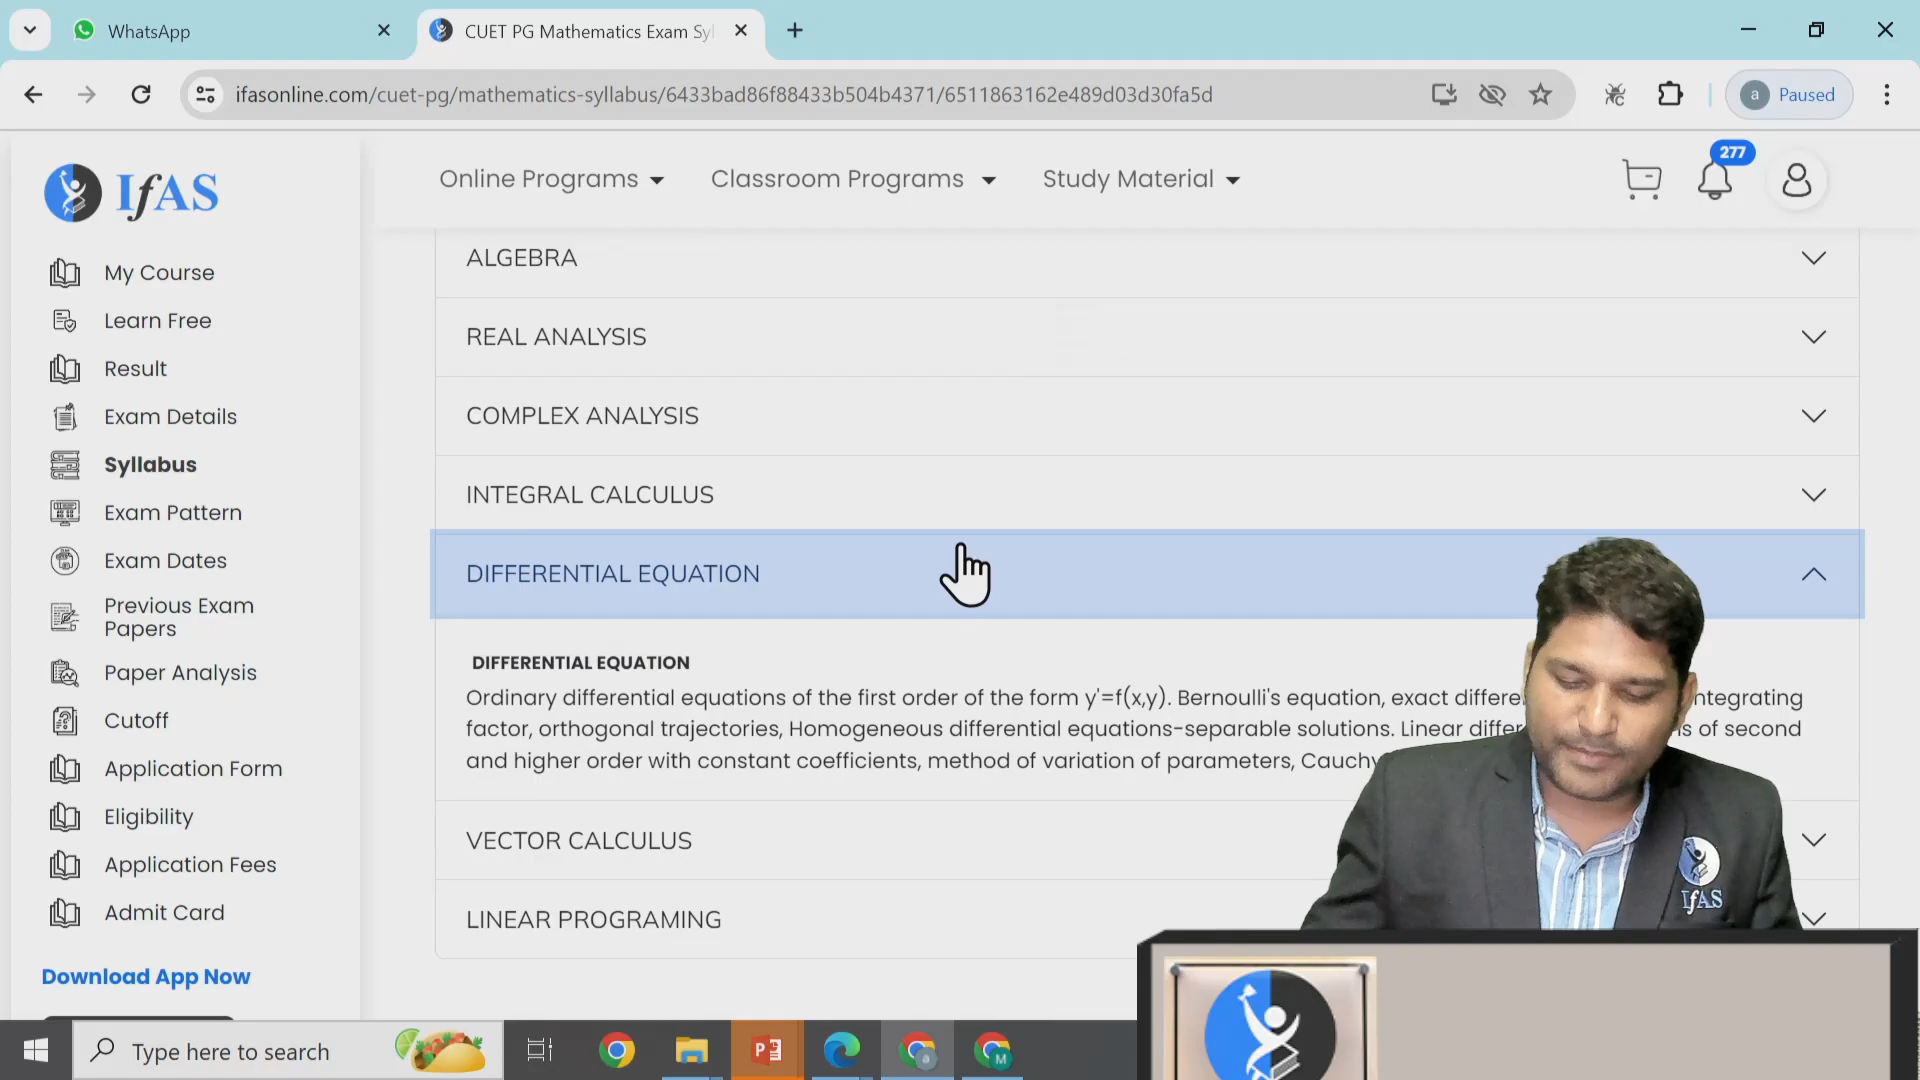 WhatsApp
CUET PG Mathematics Exam Syl
ifasonline.com/cuet-pg/mathematics-syllabus/6433bad86f88433b504b4371/6511863162e489d03d30fa5d
a Paused
IfAS
Online Programs
Classroom Programs
Study Material
277
My Course
Learn Free
Result
Exam Details
Syllabus
Exam Pattern
Exam Dates
Previous Exam
Papers
Paper Analysis
Cutoff
Application Form
Eligibility
Application Fees
Admit Card
Download App Now
ALGEBRA
REAL ANALYSIS
COMPLEX ANALYSIS
INTEGRAL CALCULUS
DIFFERENTIAL EQUATION
DIFFERENTIAL EQUATION
Ordinary differential equations of the first order of the form y'=f(x,y). Bernoulli's equation, exact differe ntegrating
factor, orthogonal trajectories, Homogeneous differential equations-separable solutions. Linear differ s of second
and higher order with constant coefficients, method of variation of parameters, Cauchy
VECTOR CALCULUS
LINEAR PROGRAMING
IfAS
Type here to search
P
a
M